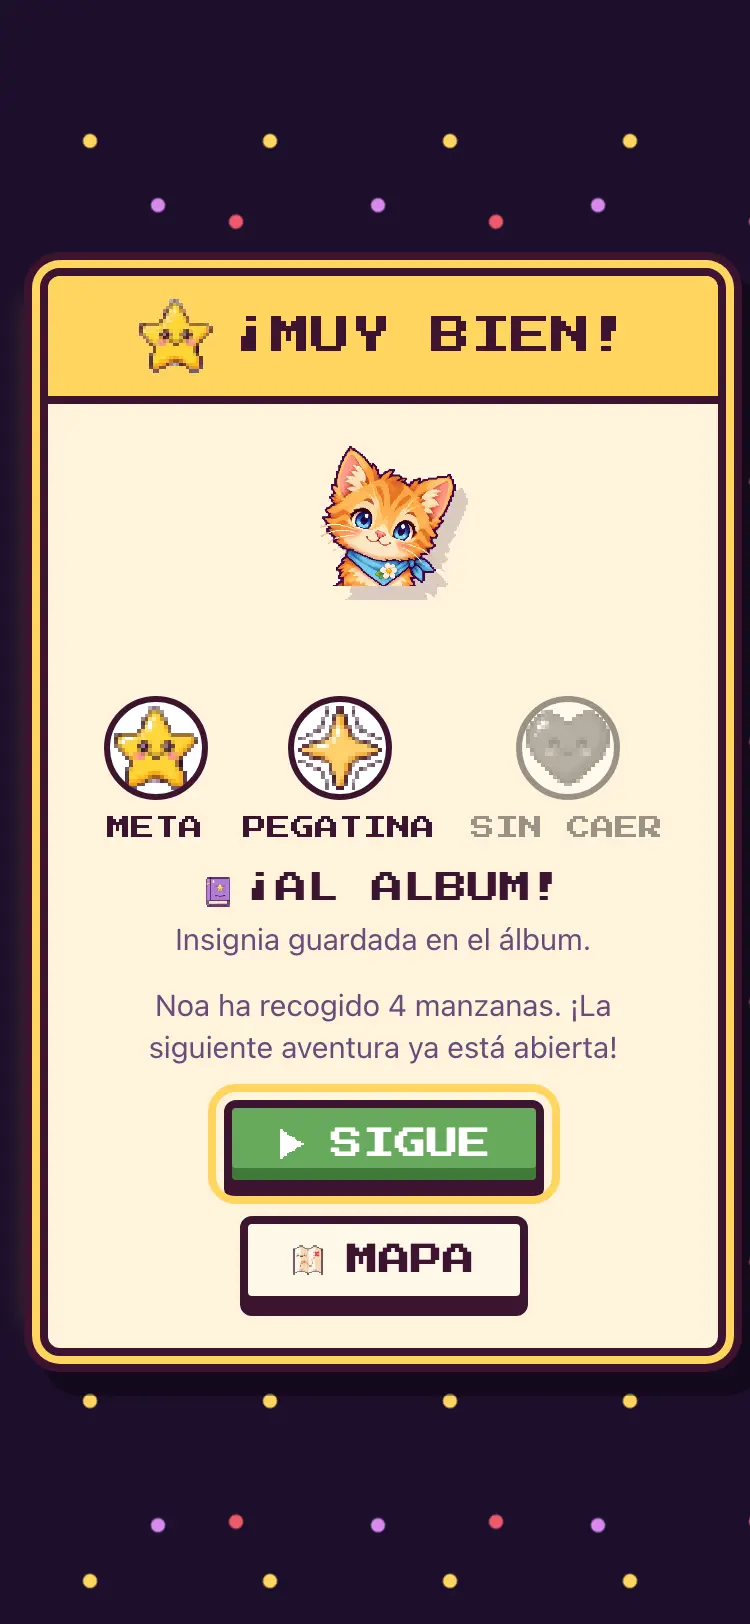 ¡MUY BIEN!
META PEGATINA SIN CAER
¡AL ALBUM!
Insignia guardada en el álbum.
Noa ha recogido 4 manzanas. ¡La
siguiente aventura ya está abierta!
SIGUE
MAPA